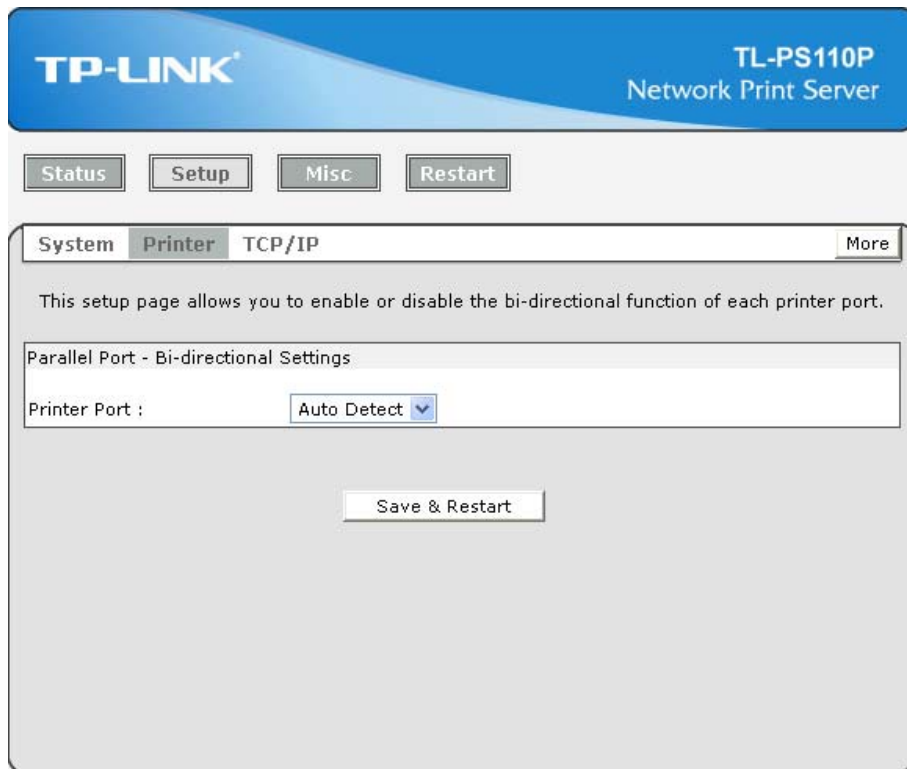 TP-LINK
TL-PS110P
Network Print Server
Status Setup Misc Restart
System Printer TCP/IP More
This setup page allows you to enable or disable the bi-directional function of each printer port.
Parallel Port - Bi-directional Settings
Printer Port : Auto Detect
Save & Restart